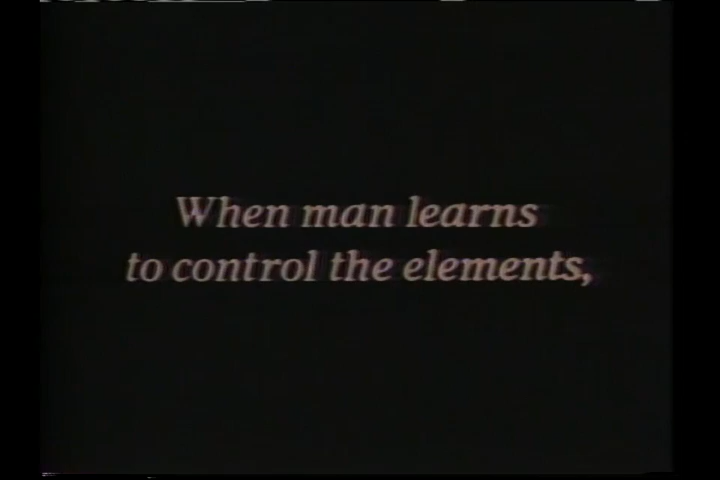 When man learns
to control the elements,